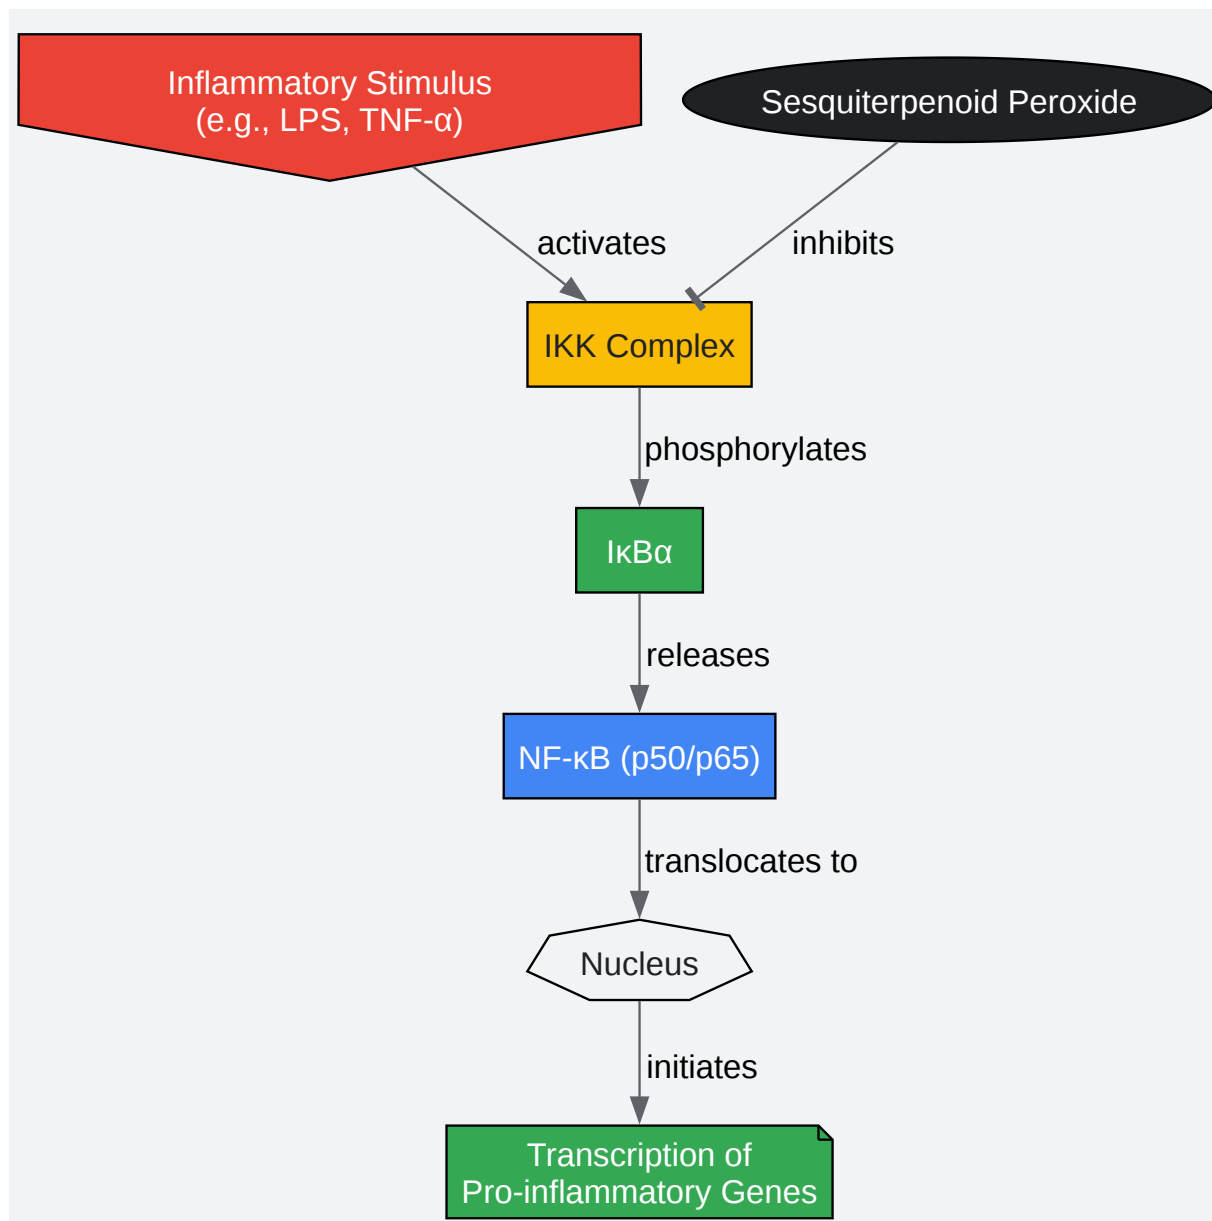 Inflammatory Stimulus
(e.g., LPS, TNF-α)
Sesquiterpenoid Peroxide
activates
inhibits
IKK Complex
phosphorylates
IκBα
releases
NF-κB (p50/p65)
translocates to
Nucleus
initiates
Transcription of
Pro-inflammatory Genes